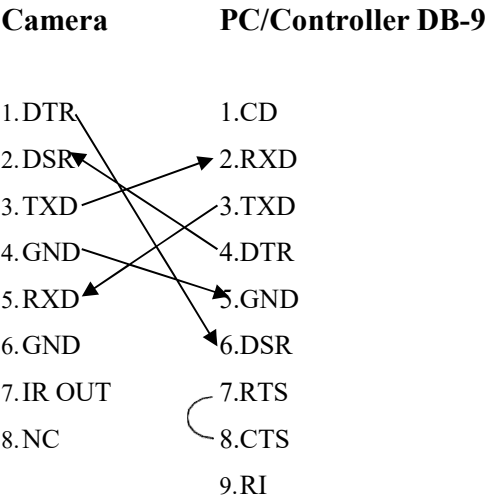 Camera PC/Controller DB-9
1.DTR 1.CD
2.DSR 2.RXD
3.TXD 3.TXD
4.GND 4.DTR
5.RXD 5.GND
6.GND 6.DSR
7.IR OUT 7.RTS
8.NC 8.CTS
9.RI